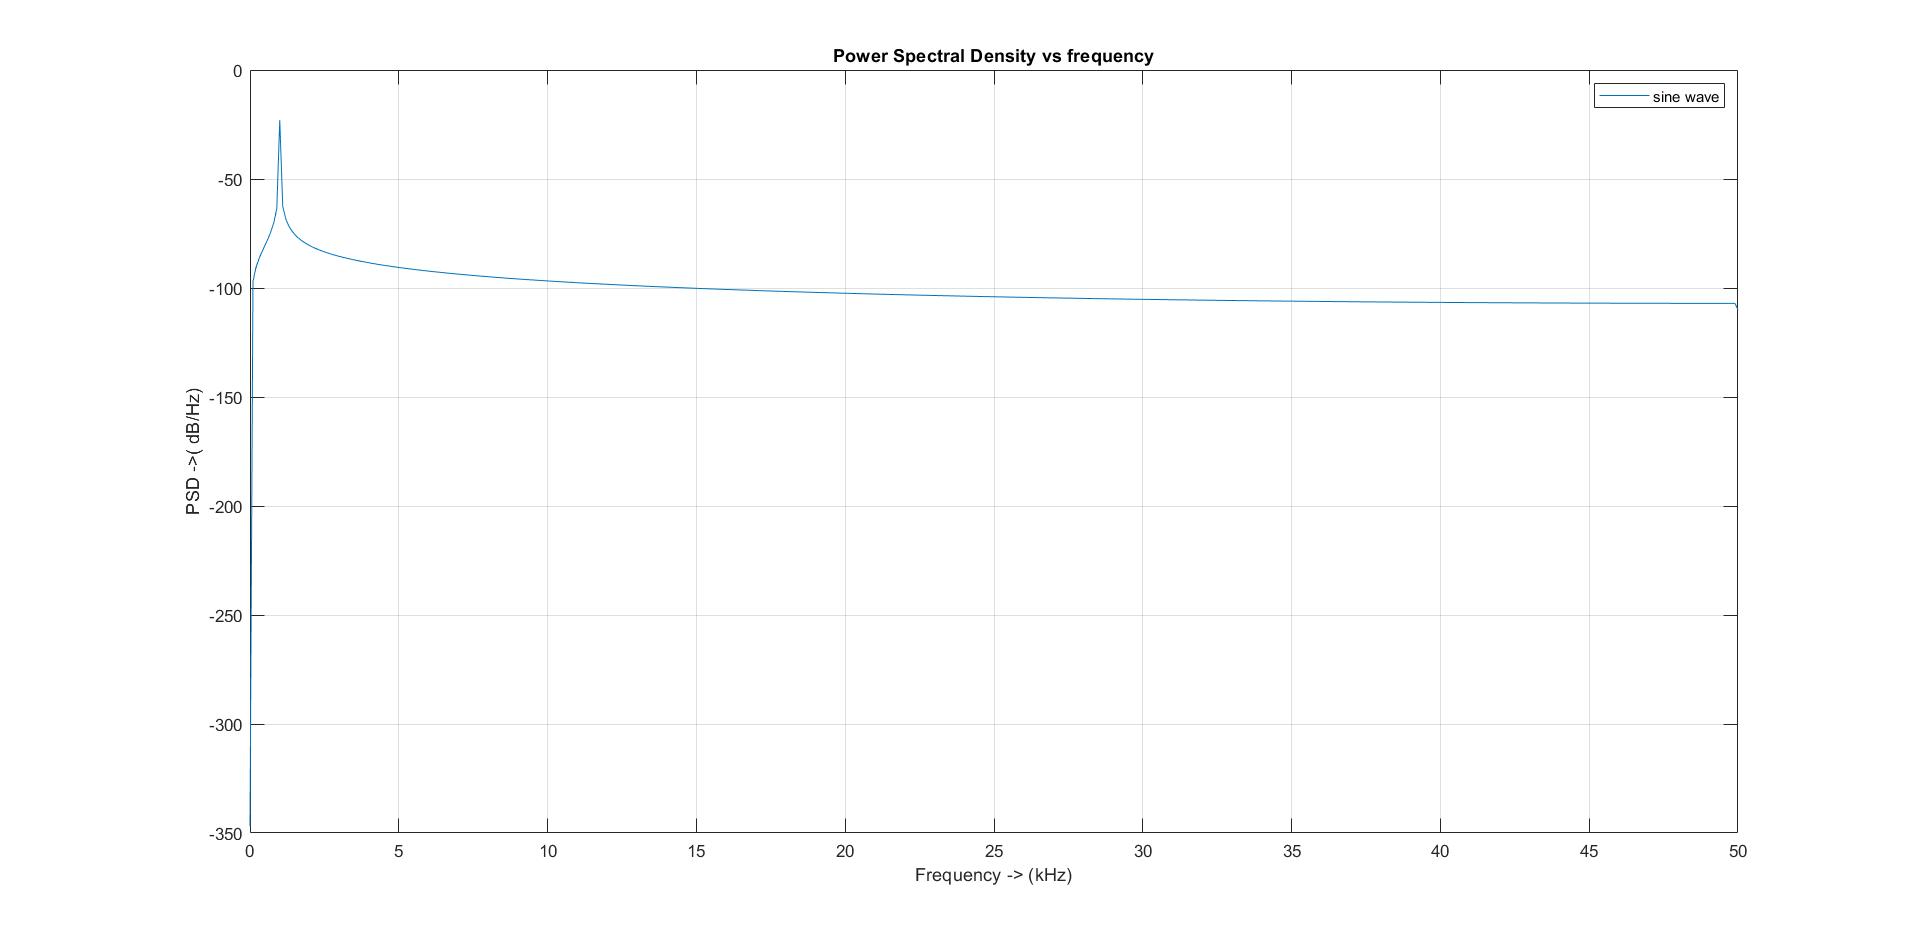 Power Spectral Density vs frequency
sine wave
PSD ->( dB/Hz)
0
-50
-100
-150
-200
-250
-300
-350
0 5 10 15 20 25 30 35 40 45 50
Frequency -> (kHz)